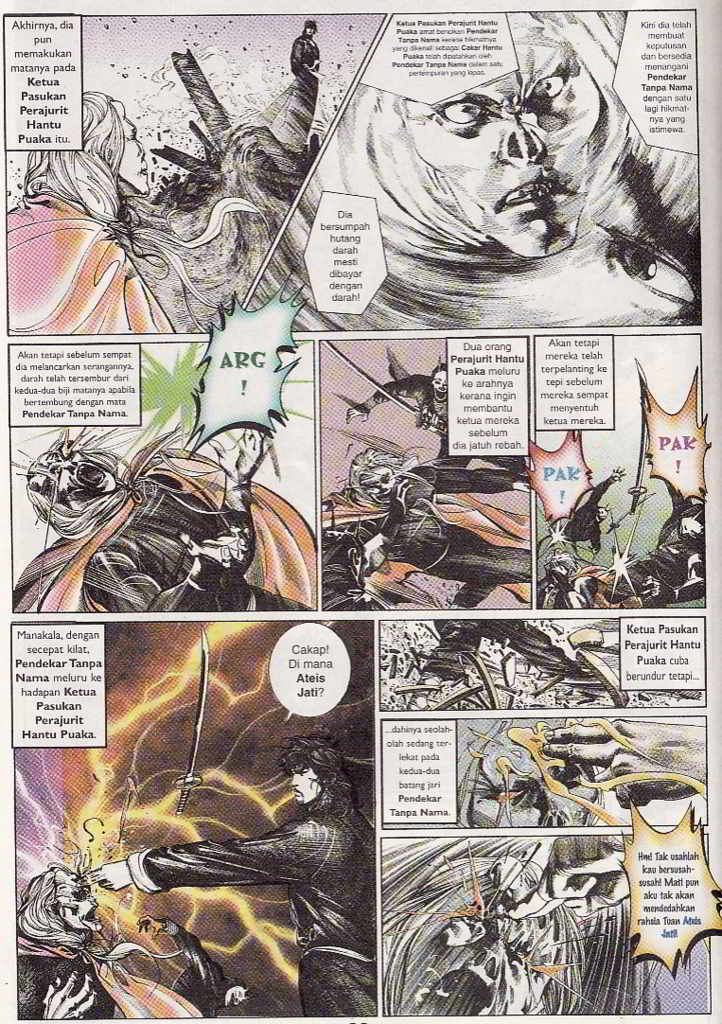 Akhirnya, dia
pun
memakukan
matanya pada
Ketua
Pasukan
Perajurit
Hantu
Puaka itu.
Ketua Pasukan Perajurit Hantu
Puaka amat bencikan Pendekar
Tanpa Nama kerana hikmatnya
yang dikenali sebagai Cakar Hantu
Puaka telah dipatahkan oleh
Pendekar Tanpa Nama dalam satu
pertempuran yang lepas.
Kini dia telah
membuat
keputusan
dan bersedia
menangani
Pendekar
Tanpa Nama
dengan satu
lagi hikmat-
nya yang
istimewa.
Dia
bersumpah
hutang
darah
mesti
dibayar
dengan
darah!
Akan tetapi sebelum sempat
dia melancarkan serangannya,
darah telah tersembur dari
kedua-dua biji matanya apabila
bertembung dengan mata
Pendekar Tanpa Nama.
ARG
!
Dua orang
Perajurit Hantu
Puaka meluru
ke arahnya
kerana ingin
membantu
ketua mereka
sebelum
dia jatuh rebah.
Akan tetapi
mereka telah
terpelanting ke
tepi sebelum
mereka sempat
menyentuh
ketua mereka.
PAK
!
PAK
!
Manakala, dengan
secepat kilat,
Pendekar Tanpa
Nama meluru ke
hadapan Ketua
Pasukan
Perajurit
Hantu Puaka.
Cakap!
Di mana
Ateis
Jati?
Ketua Pasukan
Perajurit Hantu
Puaka cuba
berundur tetapi...
...dahinya seolah-
olah sedang ter-
lekat pada
kedua-dua
batang jari
Pendekar
Tanpa Nama.
Hm! Tak usahlah
kau bersusah-
susah! Mati pun
aku tak akan
mendedahkan
rahsia Tuan Ateis
Jati!